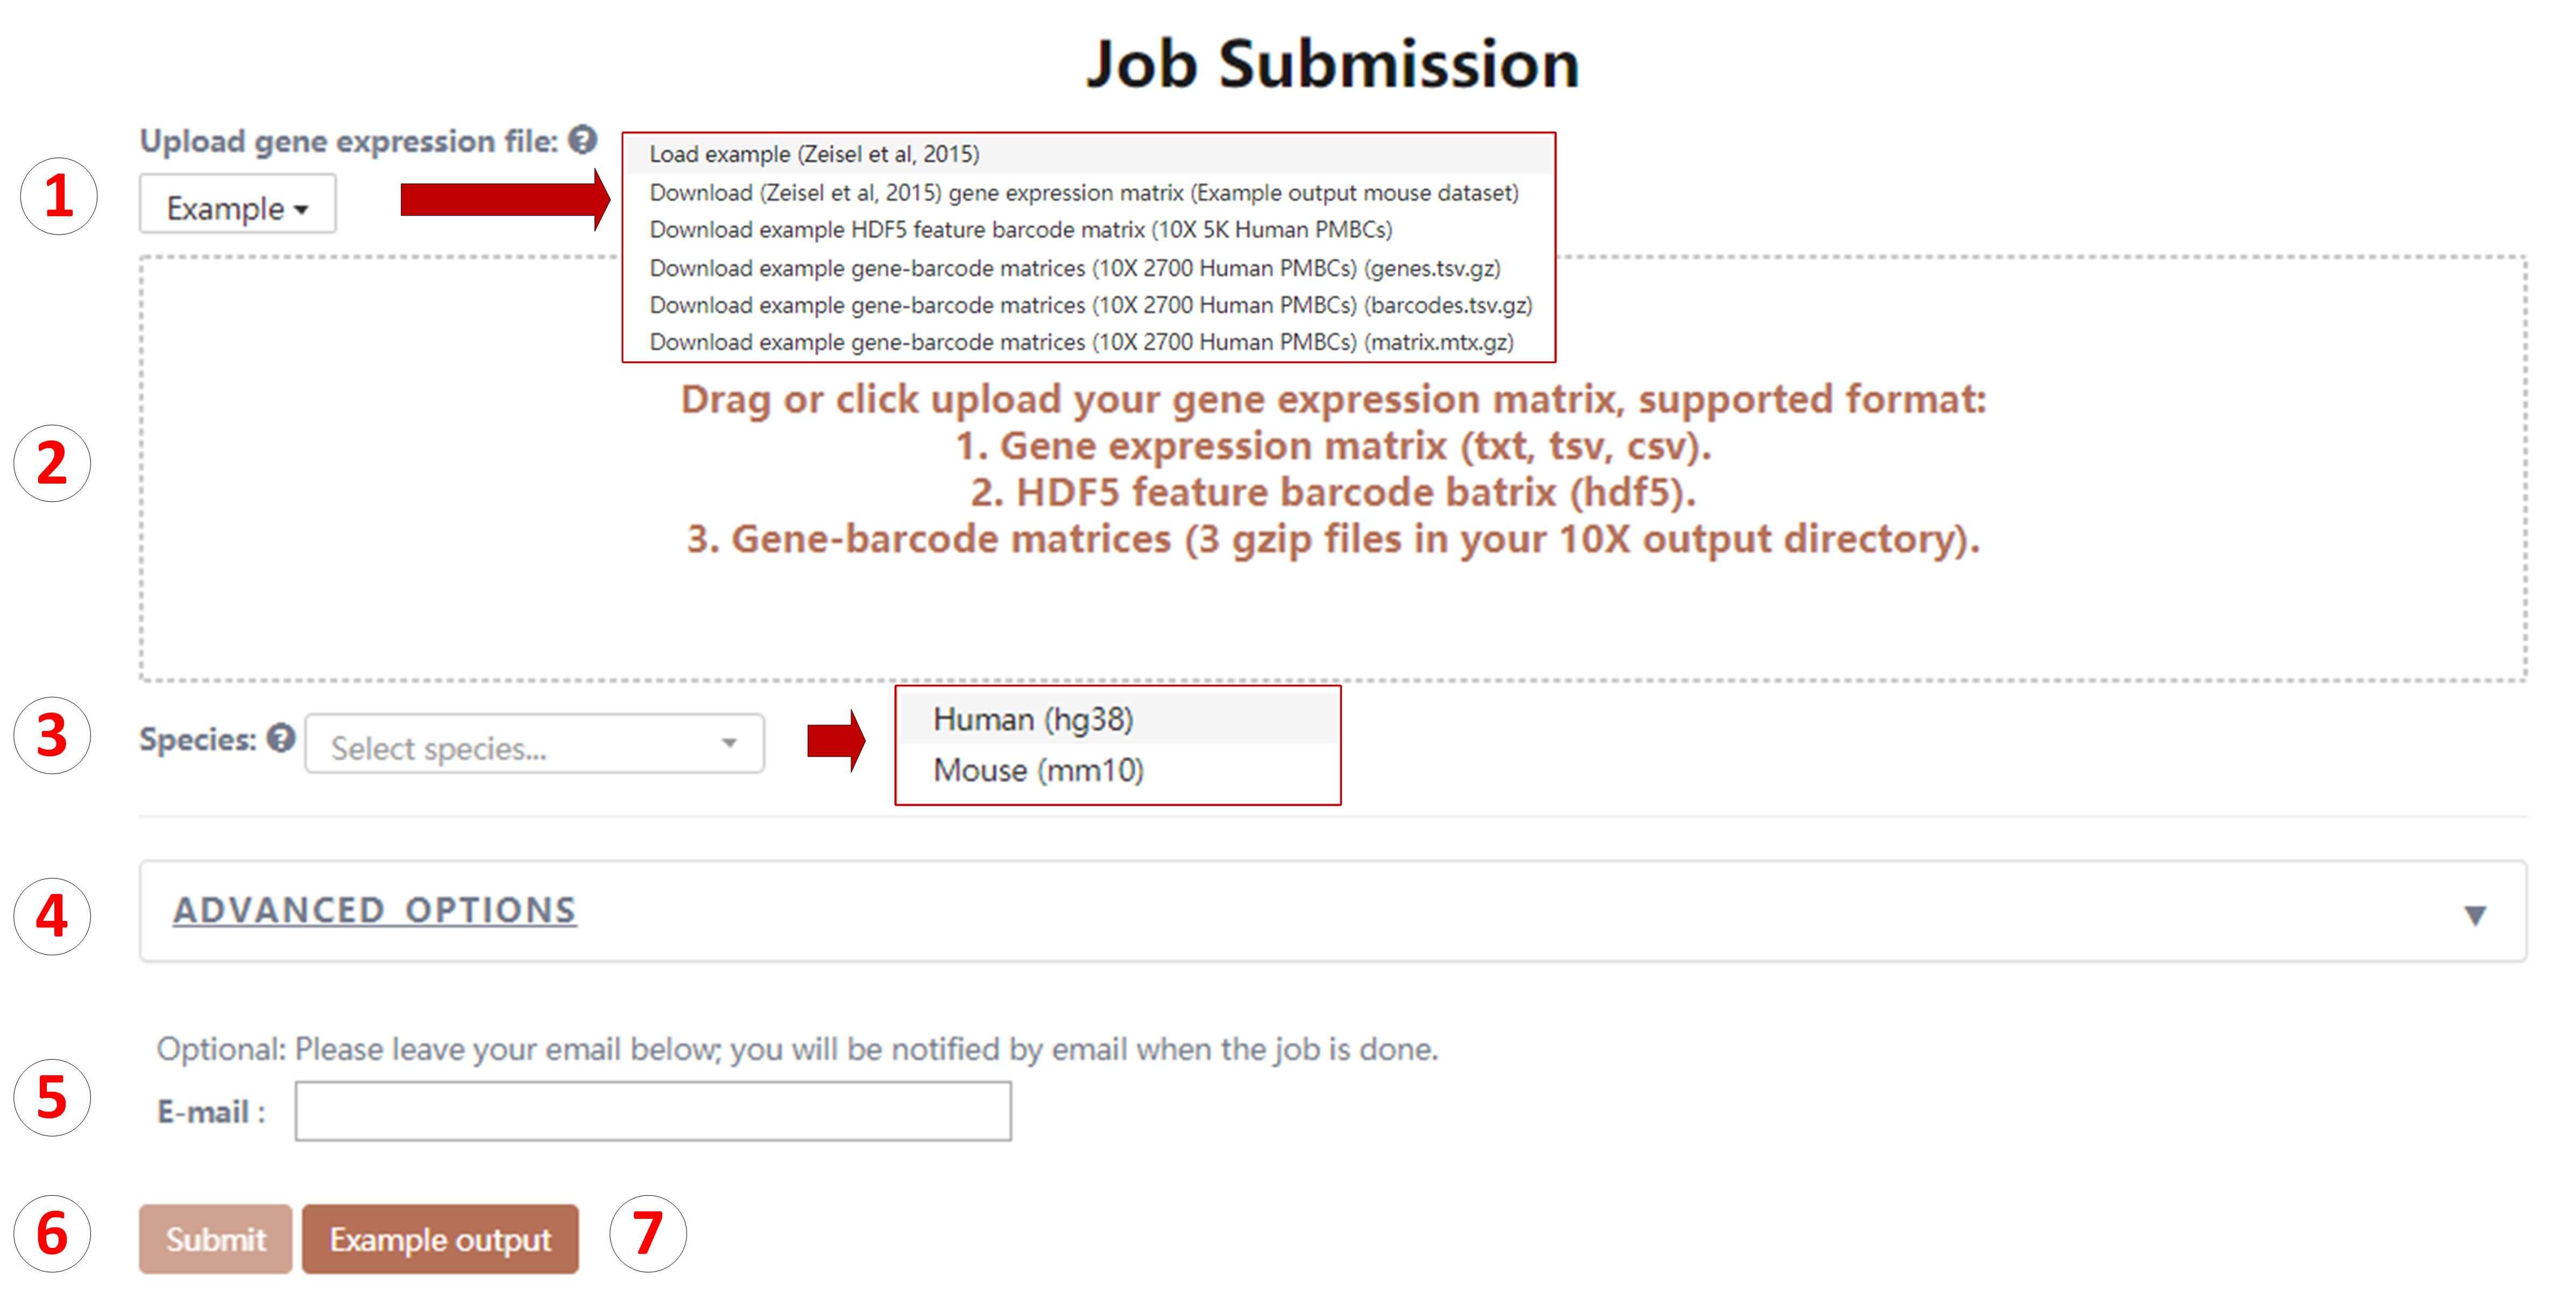 Job Submission
Upload gene expression file: ?
1
Example
Load example (Zeisel et al, 2015)
Download (Zeisel et al, 2015) gene expression matrix (Example output mouse dataset)
Download example HDF5 feature barcode matrix (10X 5K Human PMBCs)
Download example gene-barcode matrices (10X 2700 Human PMBCs) (genes.tsv.gz)
Download example gene-barcode matrices (10X 2700 Human PMBCs) (barcodes.tsv.gz)
Download example gene-barcode matrices (10X 2700 Human PMBCs) (matrix.mtx.gz)
2
Drag or click upload your gene expression matrix, supported format:
1. Gene expression matrix (txt, tsv, csv).
2. HDF5 feature barcode batrix (hdf5).
3. Gene-barcode matrices (3 gzip files in your 10X output directory).
3
Species: ? Select species...
Human (hg38)
Mouse (mm10)
4
ADVANCED OPTIONS
5
Optional: Please leave your email below; you will be notified by email when the job is done.
E-mail :
6
Submit
Example output
7